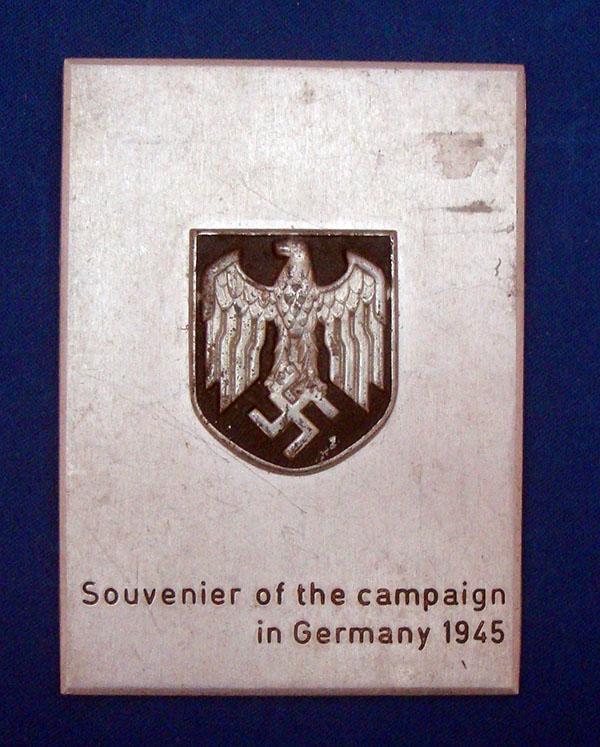 Souvenier of the campaign
in Germany 1945